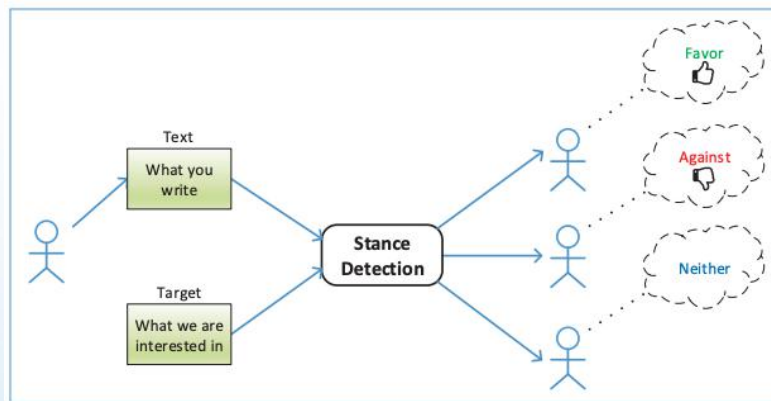 Favor
Text
What you
write
Against
Stance
Detection
Neither
Target
What we are
interested in